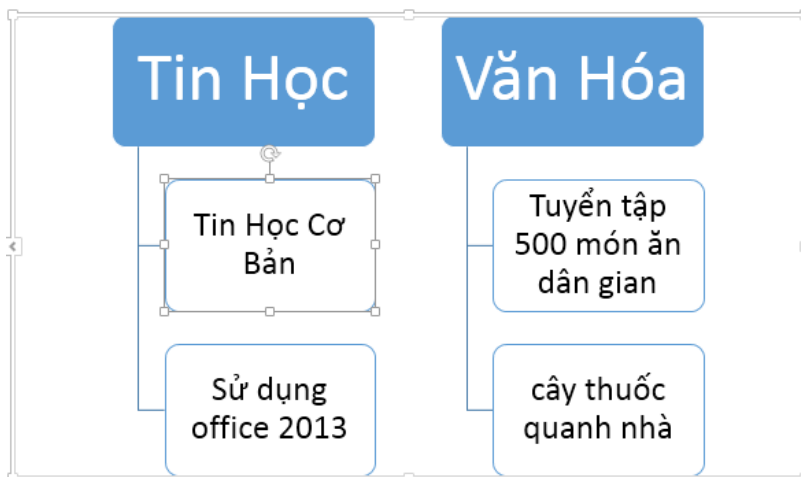 Tin Học
Tin Học Cơ
Bản
Sử dụng
office 2013
Văn Hóa
Tuyển tập
500 món ăn
dân gian
cây thuốc
quanh nhà